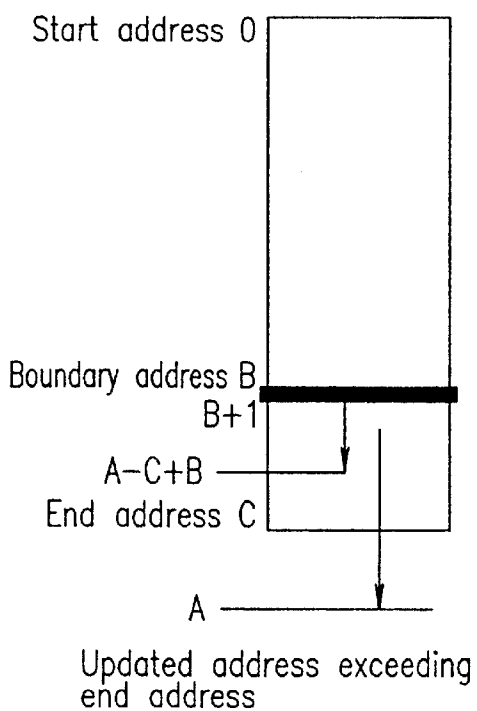 Start address 0
Boundary address B
B+1
A-C+B
End address C
A
Updated address exceeding
end address